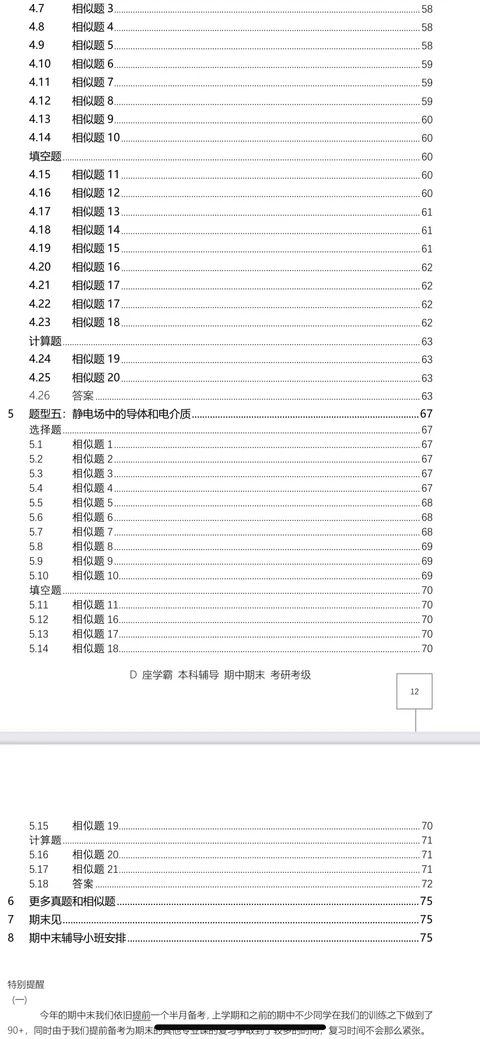 4.7 相似题 3 58
4.8 相似题 4 58
4.9 相似题 5 58
4.10 相似题 6 59
4.11 相似题 7 59
4.12 相似题 8 59
4.13 相似题 9 60
4.14 相似题 10 60
填空题 60
4.15 相似题 11 60
4.16 相似题 12 60
4.17 相似题 13 61
4.18 相似题 14 61
4.19 相似题 15 61
4.20 相似题 16 62
4.21 相似题 17 62
4.22 相似题 17 62
4.23 相似题 18 62
计算题 63
4.24 相似题 19 63
4.25 相似题 20 63
4.26 答案 63
5 题型五：静电场中的导体和电介质 67
选择题 67
5.1 相似题 1 67
5.2 相似题 2 67
5.3 相似题 3 67
5.4 相似题 4 67
5.5 相似题 5 68
5.6 相似题 6 68
5.7 相似题 7 68
5.8 相似题 8 69
5.9 相似题 9 69
5.10 相似题 10 69
填空题 70
5.11 相似题 11 70
5.12 相似题 16 70
5.13 相似题 17 70
5.14 相似题 18 70
D 座学霸 本科辅导 期中期末 考研考级
12
5.15 相似题 19 70
计算题 71
5.16 相似题 20 71
5.17 相似题 21 71
5.18 答案 72
6 更多真题和相似题 75
7 期末见 75
8 期中末辅导小班安排 75
特别提醒
（一）
今年的期中末我们依旧提前一个半月备考，上学期和之前的期中不少同学在我们的训练之下做到了
90+，同时由于我们提前备考为期末的其他专业课的复习争取到了较多的时间，复习时间不会那么紧张。